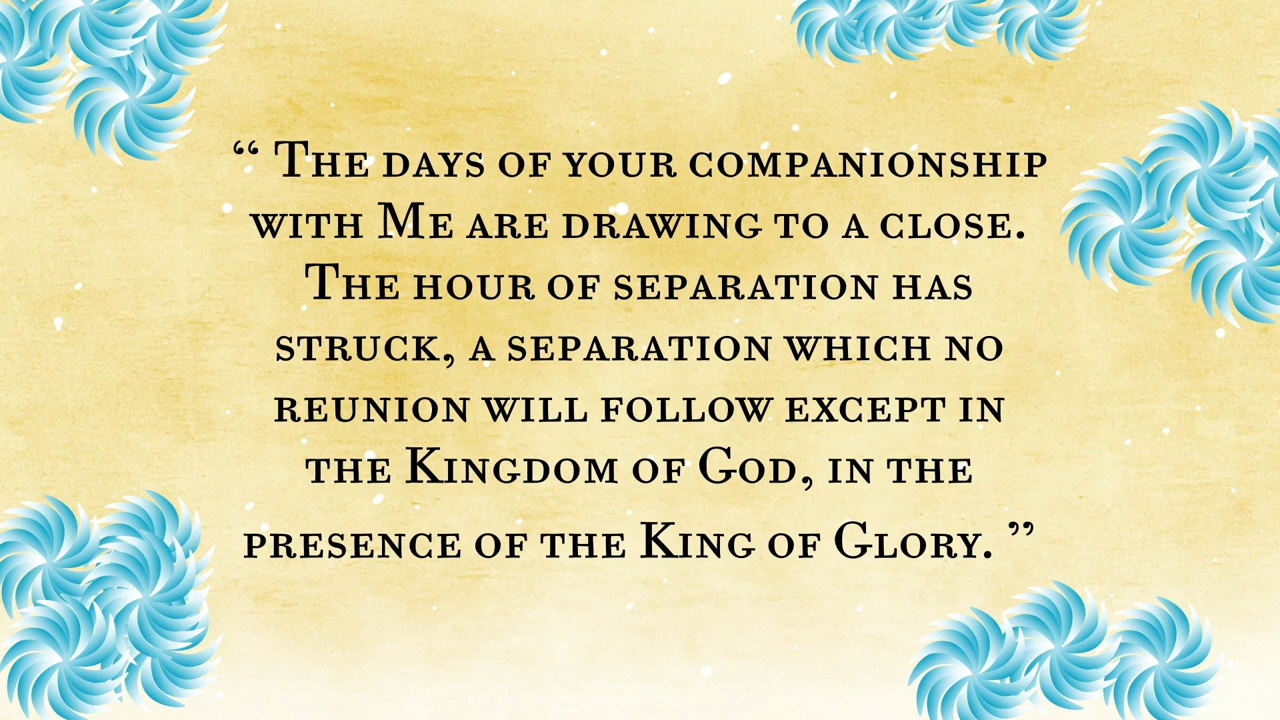 “ The days of your companionship
with Me are drawing to a close.
The hour of separation has
struck, a separation which no
reunion will follow except in
the Kingdom of God, in the
presence of the King of Glory. ”